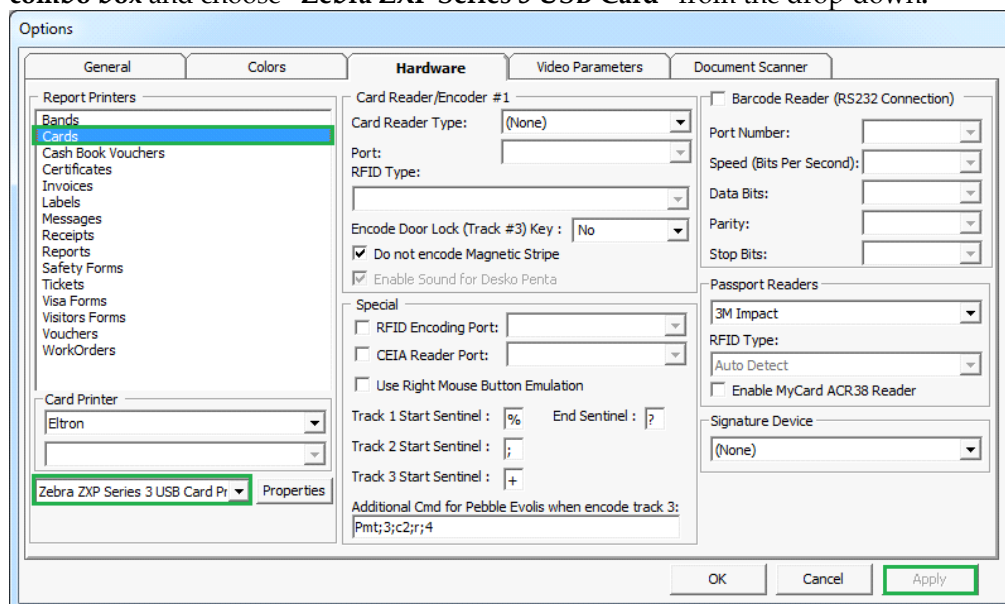 combo box and choose "Zebra ZXP Series 3 USB Card" from the drop-down.
Options
General
Colors
Hardware
Video Parameters
Document Scanner
Report Printers
Bands
Cards
Cash Book Vouchers
Certificates
Invoices
Labels
Messages
Receipts
Reports
Safety Forms
Tickets
Visa Forms
Visitors Forms
Vouchers
WorkOrders
Card Printer
Eltron
Zebra ZXP Series 3 USB Card Pr
Properties
Card Reader/Encoder #1
Card Reader Type: (None)
Port:
RFID Type:
Encode Door Lock (Track #3) Key : No
Do not encode Magnetic Stripe
Enable Sound for Desko Penta
Special
RFID Encoding Port:
CEIA Reader Port:
Use Right Mouse Button Emulation
Track 1 Start Sentinel : % End Sentinel : ?
Track 2 Start Sentinel : ;
Track 3 Start Sentinel : +
Additional Cmd for Pebble Evolis when encode track 3:
Pmt;3;c2;r;4
Barcode Reader (RS232 Connection)
Port Number:
Speed (Bits Per Second):
Data Bits:
Parity:
Stop Bits:
Passport Readers
3M Impact
RFID Type:
Auto Detect
Enable MyCard ACR38 Reader
Signature Device
(None)
OK
Cancel
Apply